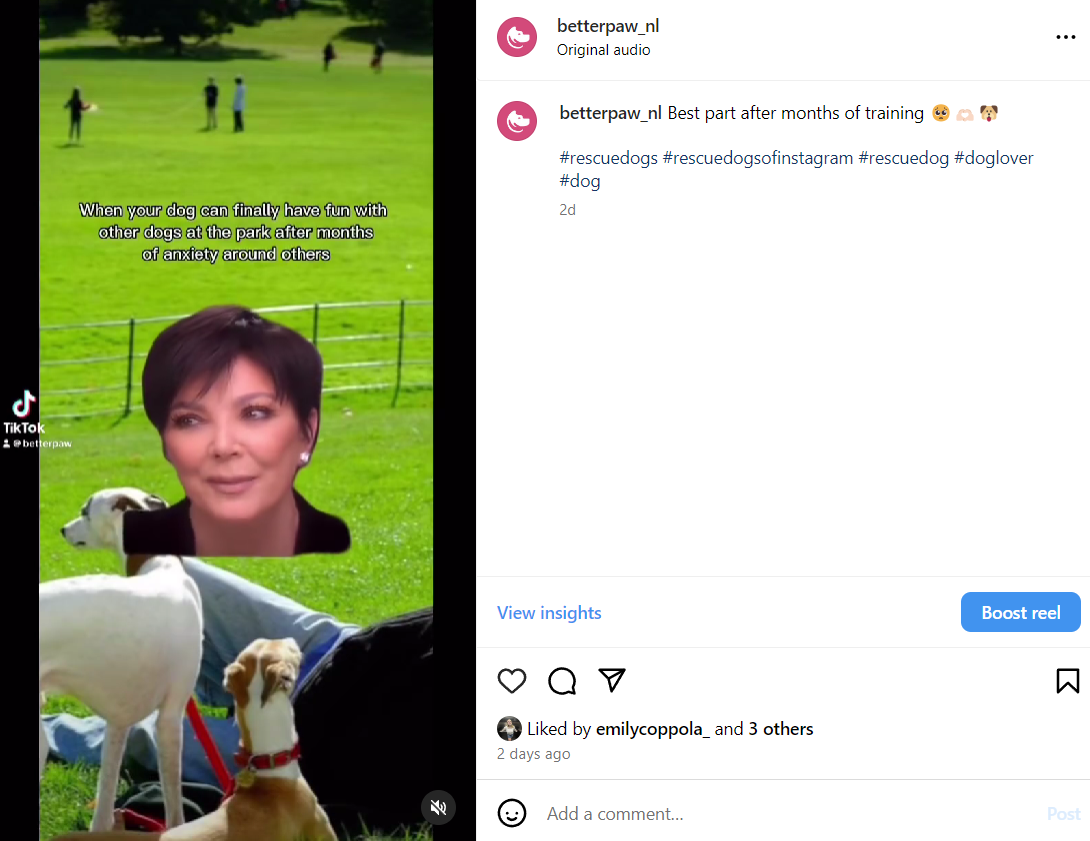 When your dog can finally have fun with
other dogs at the park after months
of anxiety around others
TikTok
@betterpaw
betterpaw_nl
Original audio
betterpaw_nl Best part after months of training 🥺 🫶🏻 🐶
#rescuedogs #rescuedogsofinstagram #rescuedog #doglover
#dog
2d
View insights
Boost reel
Liked by emilycoppola_ and 3 others
2 days ago
Add a comment...
Post